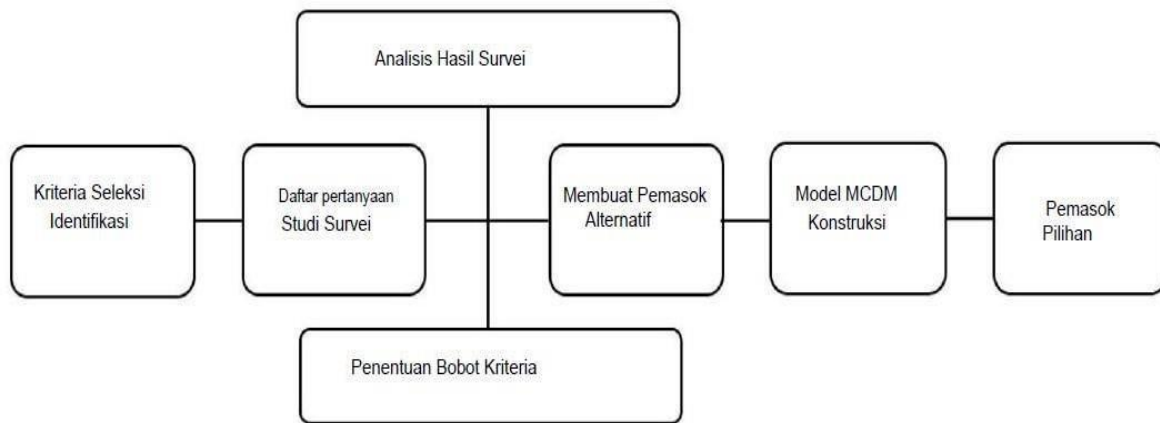 Analisis Hasil Survei
Kriteria Seleksi
Identifikasi
Daftar pertanyaan
Studi Survei
Membuat Pemasok
Alternatif
Model MCDM
Konstruksi
Pemasok
Pilihan
Penentuan Bobot Kriteria